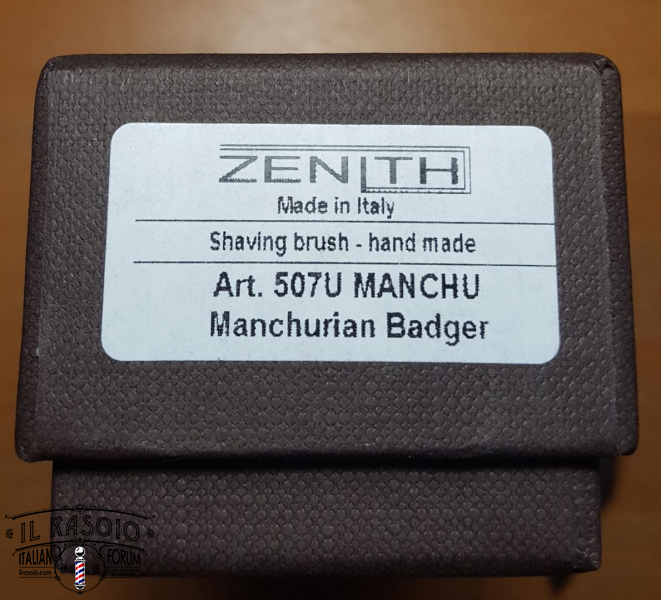 ZENITH
Made in Italy
Shaving brush - hand made
Art. 507U MANCHU
Manchurian Badger
IL RASOIO
ITALIAN FORUM
ilrasoio.com